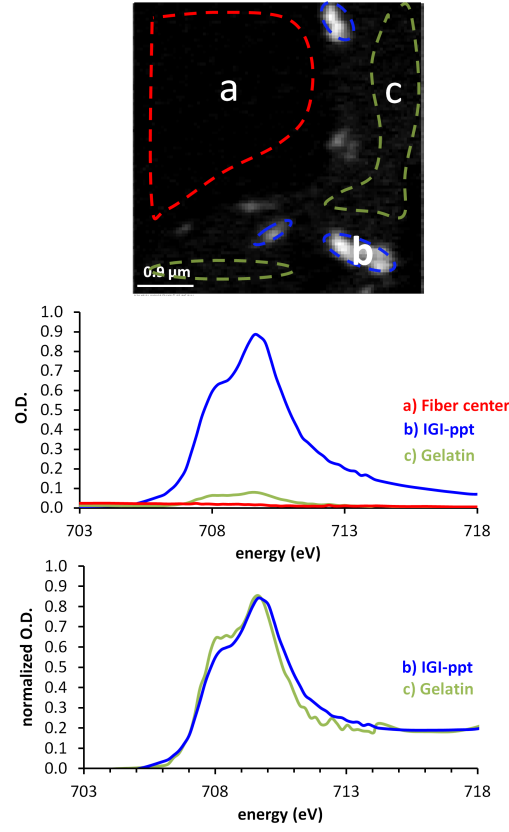 a
c
b
0.9 µm
1.0
0.9
0.8
0.7
0.6
0.5
0.4
0.3
0.2
0.1
0.0
O.D.
a) Fiber center
b) IGI-ppt
c) Gelatin
703 708 713 718
energy (eV)
1.0
0.9
0.8
0.7
0.6
0.5
0.4
0.3
0.2
0.1
0.0
normalized O.D.
b) IGI-ppt
c) Gelatin
703 708 713 718
energy (eV)